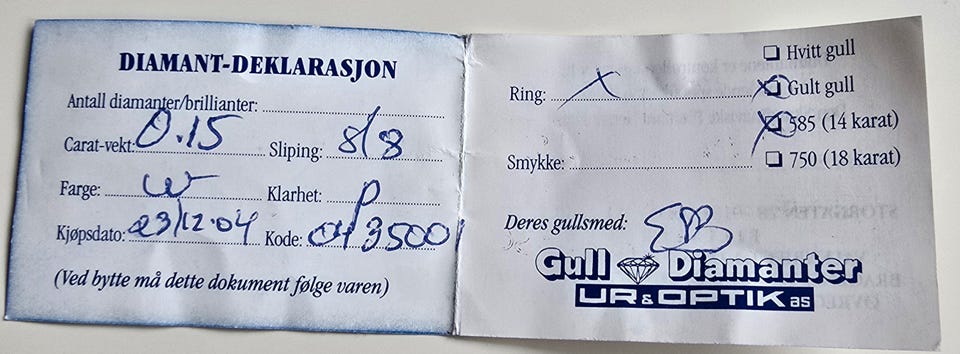 DIAMANT-DEKLARASJON
Antall diamanter/brillianter:
Carat-vekt: 0.15 Sliping: 8/8
Farge: W Klarhet: P
Kjøpsdato: 23/12.04 Kode:
(Ved bytte må dette dokument følge varen)
Hvitt gull
Ring: X X Gult gull
X 585 (14 karat)
Smykke: 750 (18 karat)
Deres gullsmed:
Gull Diamanter
UR & OPTIK as